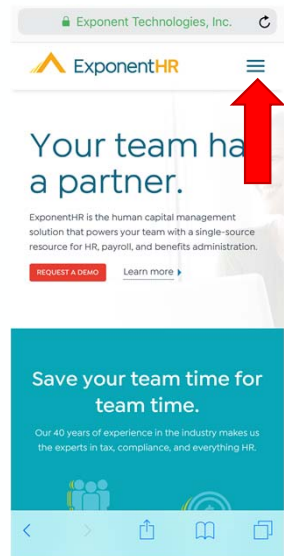 Exponent Technologies, Inc.
ExponentHR
Your team ha
a partner.
ExponentHR is the human capital management
solution that powers your team with a single-source
resource for HR, payroll, and benefits administration.
REQUEST A DEMO Learn more
Save your team time for
team time.
Our 40 years of experience in the industry makes us
the experts in tax, compliance, and everything HR.